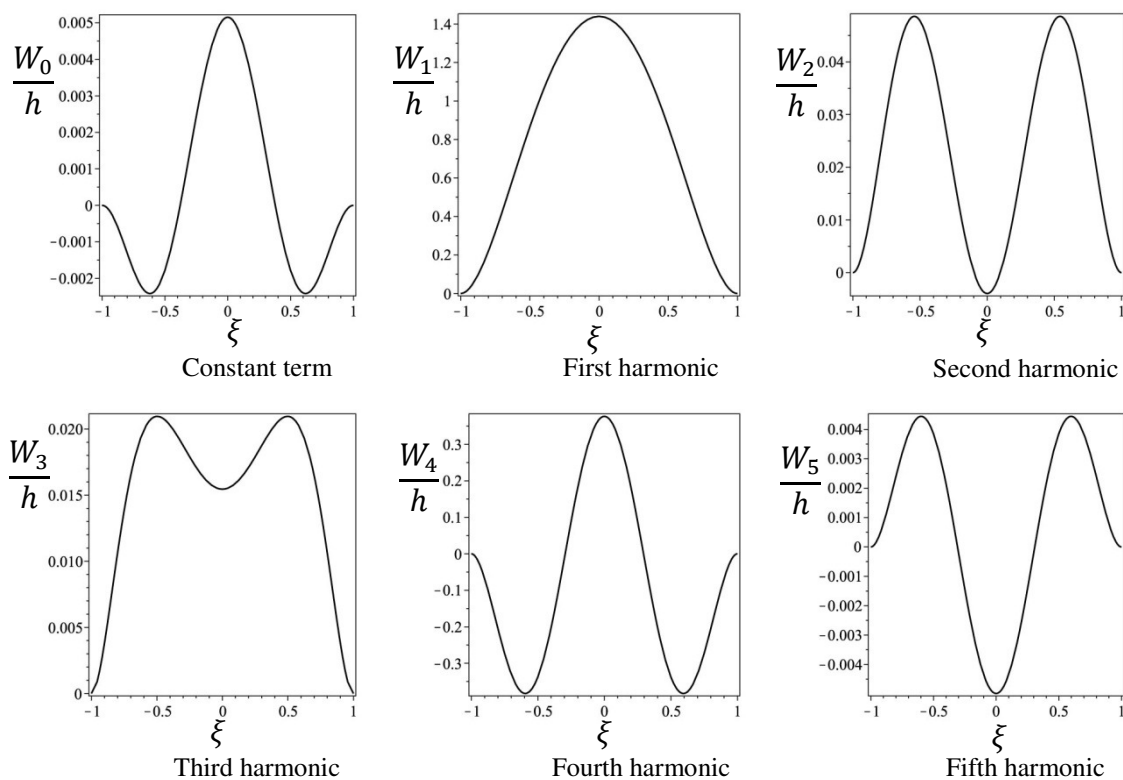 W₀/h
0.005
0.004
0.005
0.002
0.001
0
−0.001
−0.002
−1 −0.5 0 0.5 1
ξ
Constant term
W₁/h
1.4
1.2
1
0.8
0.6
0.4
0.2
0
−1 −0.5 0 0.5 1
ξ
First harmonic
W₂/h
0.04
0.03
0.02
0.01
0
−1 −0.5 0 0.5 1
ξ
Second harmonic
W₃/h
0.020
0.015
0.010
0.005
0
−1 −0.5 0 0.5 1
ξ
Third harmonic
W₄/h
0.3
0.2
0.1
0
−0.1
−0.2
−0.3
−1 −0.5 0 0.5 1
ξ
Fourth harmonic
W₅/h
0.004
0.003
0.002
0.001
0
−0.001
−0.002
−0.003
−0.004
−1 −0.5 0 0.5 1
ξ
Fifth harmonic